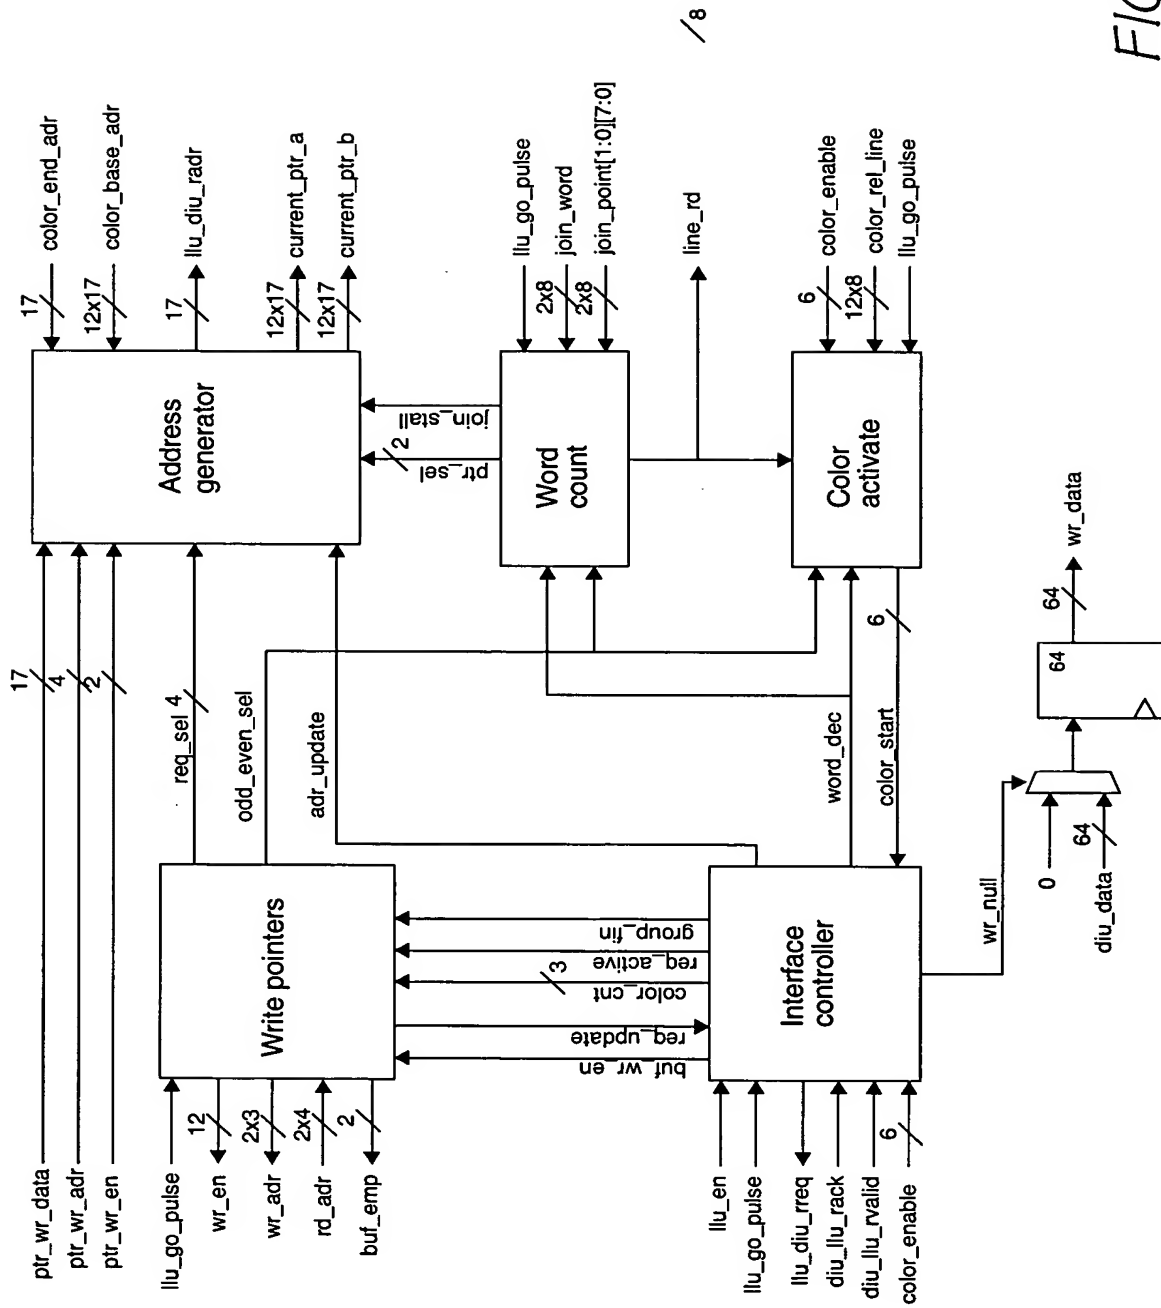 FIG
8
color_end_adr
17
color_base_adr
12x17
llu_diu_radr
17
current_ptr_a
12x17
current_ptr_b
12x17
Address
generator
17
ptr_wr_data
4
ptr_wr_adr
2
ptr_wr_en
req_sel
4
odd_even_sel
adr_update
join_stall
ptr_sel
2
llu_go_pulse
join_word
2x8
join_point[1:0][7:0]
2x8
Word
count
line_rd
color_enable
6
color_rel_line
12x8
llu_go_pulse
Color
activate
word_dec
color_start
6
Write pointers
llu_go_pulse
wr_en
12
wr_adr
2x3
rd_adr
2x4
buf_emp
2
group_fin
req_active
color_cnt
3
req_update
buf_wr_en
Interface
controller
llu_en
llu_go_pulse
llu_diu_rreq
diu_llu_rack
diu_llu_rvalid
color_enable
6
wr_null
0
diu_data
64
64
64
wr_data